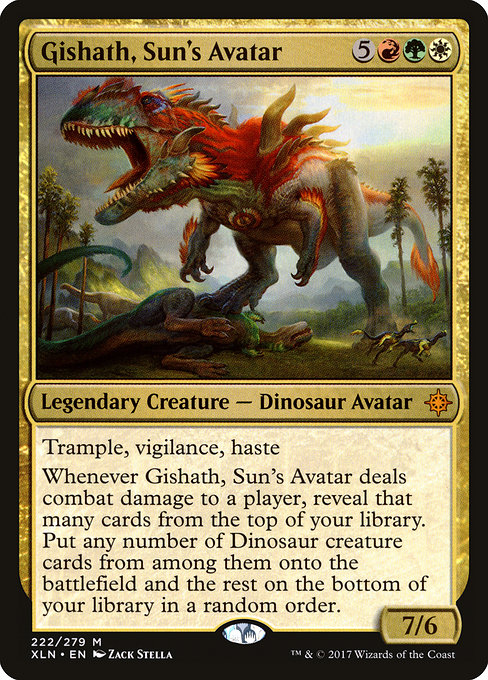 Gishath, Sun's Avatar 5
Legendary Creature — Dinosaur Avatar
Trample, vigilance, haste
Whenever Gishath, Sun's Avatar deals
combat damage to a player, reveal that
many cards from the top of your library.
Put any number of Dinosaur creature
cards from among them onto the
battlefield and the rest on the bottom of
your library in a random order.
7/6
222/279 M
XLN • EN Zack Stella ™ & © 2017 Wizards of the Coast